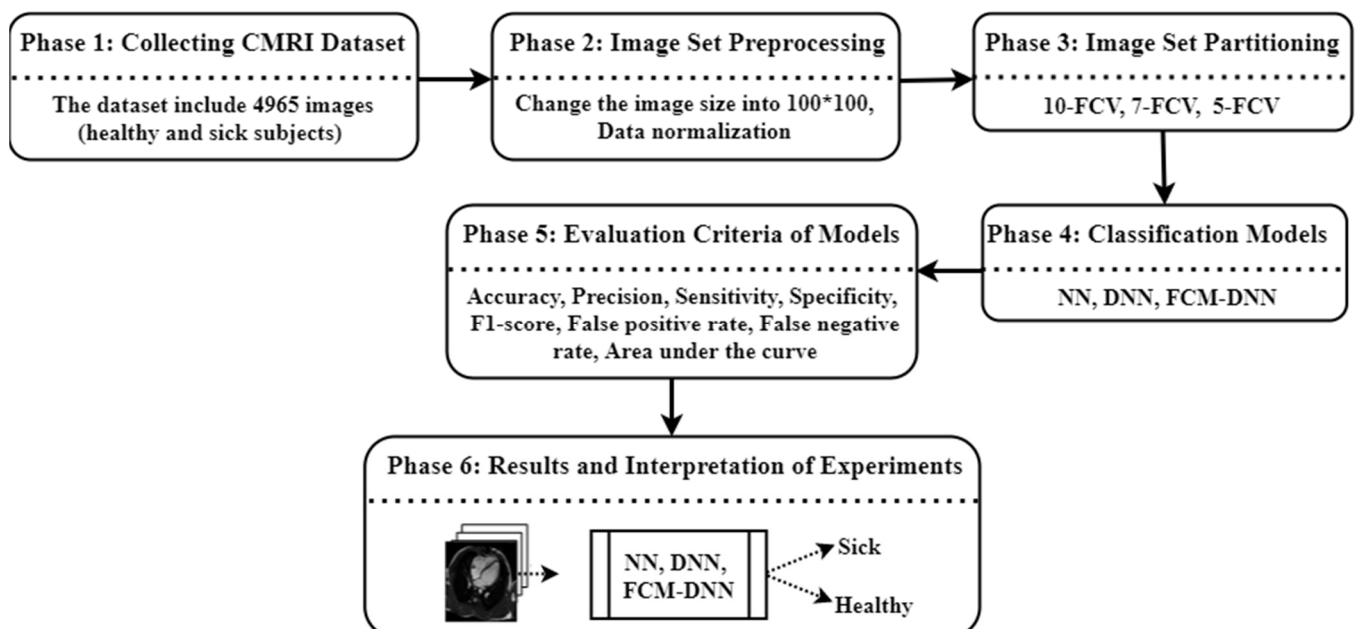 Phase 1: Collecting CMRI Dataset
The dataset include 4965 images
(healthy and sick subjects)
Phase 2: Image Set Preprocessing
Change the image size into 100*100,
Data normalization
Phase 3: Image Set Partitioning
10-FCV, 7-FCV, 5-FCV
Phase 4: Classification Models
NN, DNN, FCM-DNN
Phase 5: Evaluation Criteria of Models
Accuracy, Precision, Sensitivity, Specificity,
F1-score, False positive rate, False negative
rate, Area under the curve
Phase 6: Results and Interpretation of Experiments
NN, DNN,
FCM-DNN
Sick
Healthy